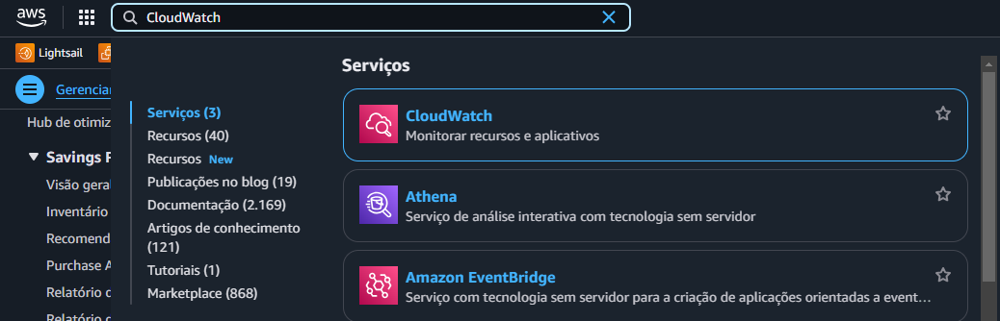 aws
CloudWatch
Lightsail
Gerenciar
Hub de otimiz
Savings P
Visão geral
Inventário
Recomend
Purchase A
Relatório d
Relatório d
Serviços (3)
Recursos (40)
Recursos New
Publicações no blog (19)
Documentação (2.169)
Artigos de conhecimento
(121)
Tutoriais (1)
Marketplace (868)
Serviços
CloudWatch
Monitorar recursos e aplicativos
Athena
Serviço de análise interativa com tecnologia sem servidor
Amazon EventBridge
Serviço com tecnologia sem servidor para a criação de aplicações orientadas a event…